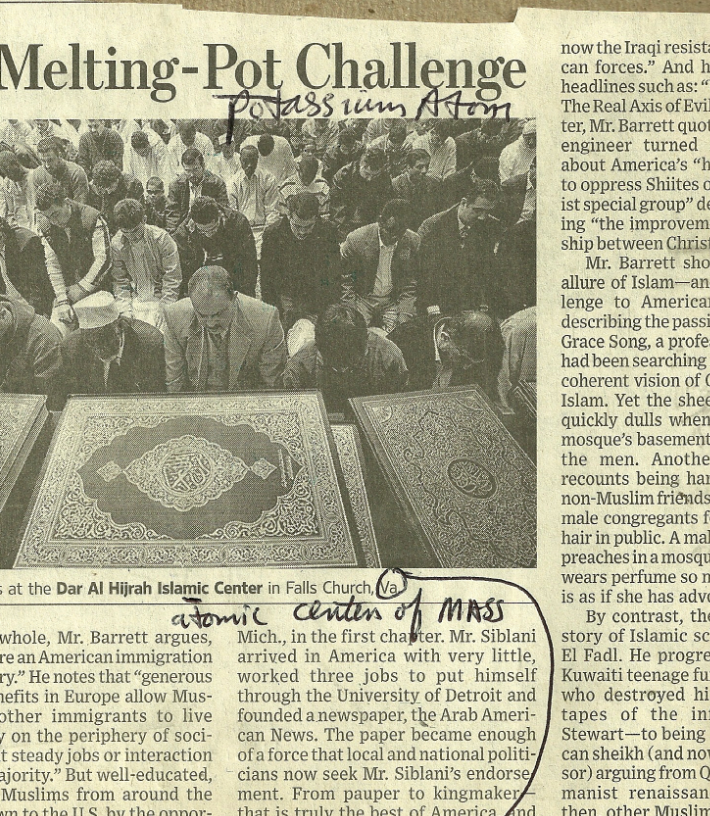 Melting-Pot Challenge
Potassium Atom
s at the Dar Al Hijrah Islamic Center in Falls Church, Va.
atomic center of MASS
whole, Mr. Barrett argues,
re an American immigration
ry." He notes that "generous
nefits in Europe allow Mus-
other immigrants to live
y on the periphery of soci-
t steady jobs or interaction
ajority." But well-educated,
Muslims from around the
wn to the U.S. by the oppor-
Mich., in the first chapter. Mr. Siblani
arrived in America with very little,
worked three jobs to put himself
through the University of Detroit and
founded a newspaper, the Arab Ameri-
can News. The paper became enough
of a force that local and national politi-
cians now seek Mr. Siblani's endorse-
ment. From pauper to kingmaker—
that is truly the best of America, and
now the Iraqi resista
can forces." And h
headlines such as: "
The Real Axis of Evil
ter, Mr. Barrett quot
engineer turned
about America's "h
to oppress Shiites o
ist special group" de
ing "the improvem
ship between Christ
Mr. Barrett sho
allure of Islam—an
lenge to American
describing the passi
Grace Song, a profes
had been searching
coherent vision of G
Islam. Yet the shee
quickly dulls when
mosque's basement
the men. Anothe
recounts being har
non-Muslim friends
male congregants f
hair in public. A mal
preaches in a mosqu
wears perfume so m
is as if she has advo
By contrast, the
story of Islamic sc
El Fadl. He progre
Kuwaiti teenage fu
who destroyed hi
tapes of the in
Stewart—to being
can sheikh (and nov
sor) arguing from Q
manist renaissanc
then, other Muslim